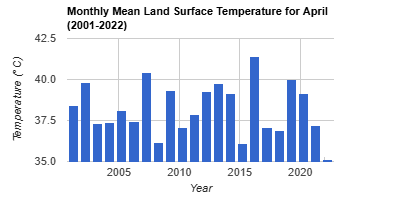 Monthly Mean Land Surface Temperature for April
(2001-2022)
42.5
40.0
37.5
35.0
Temperature (° C)
2005 2010 2015 2020
Year